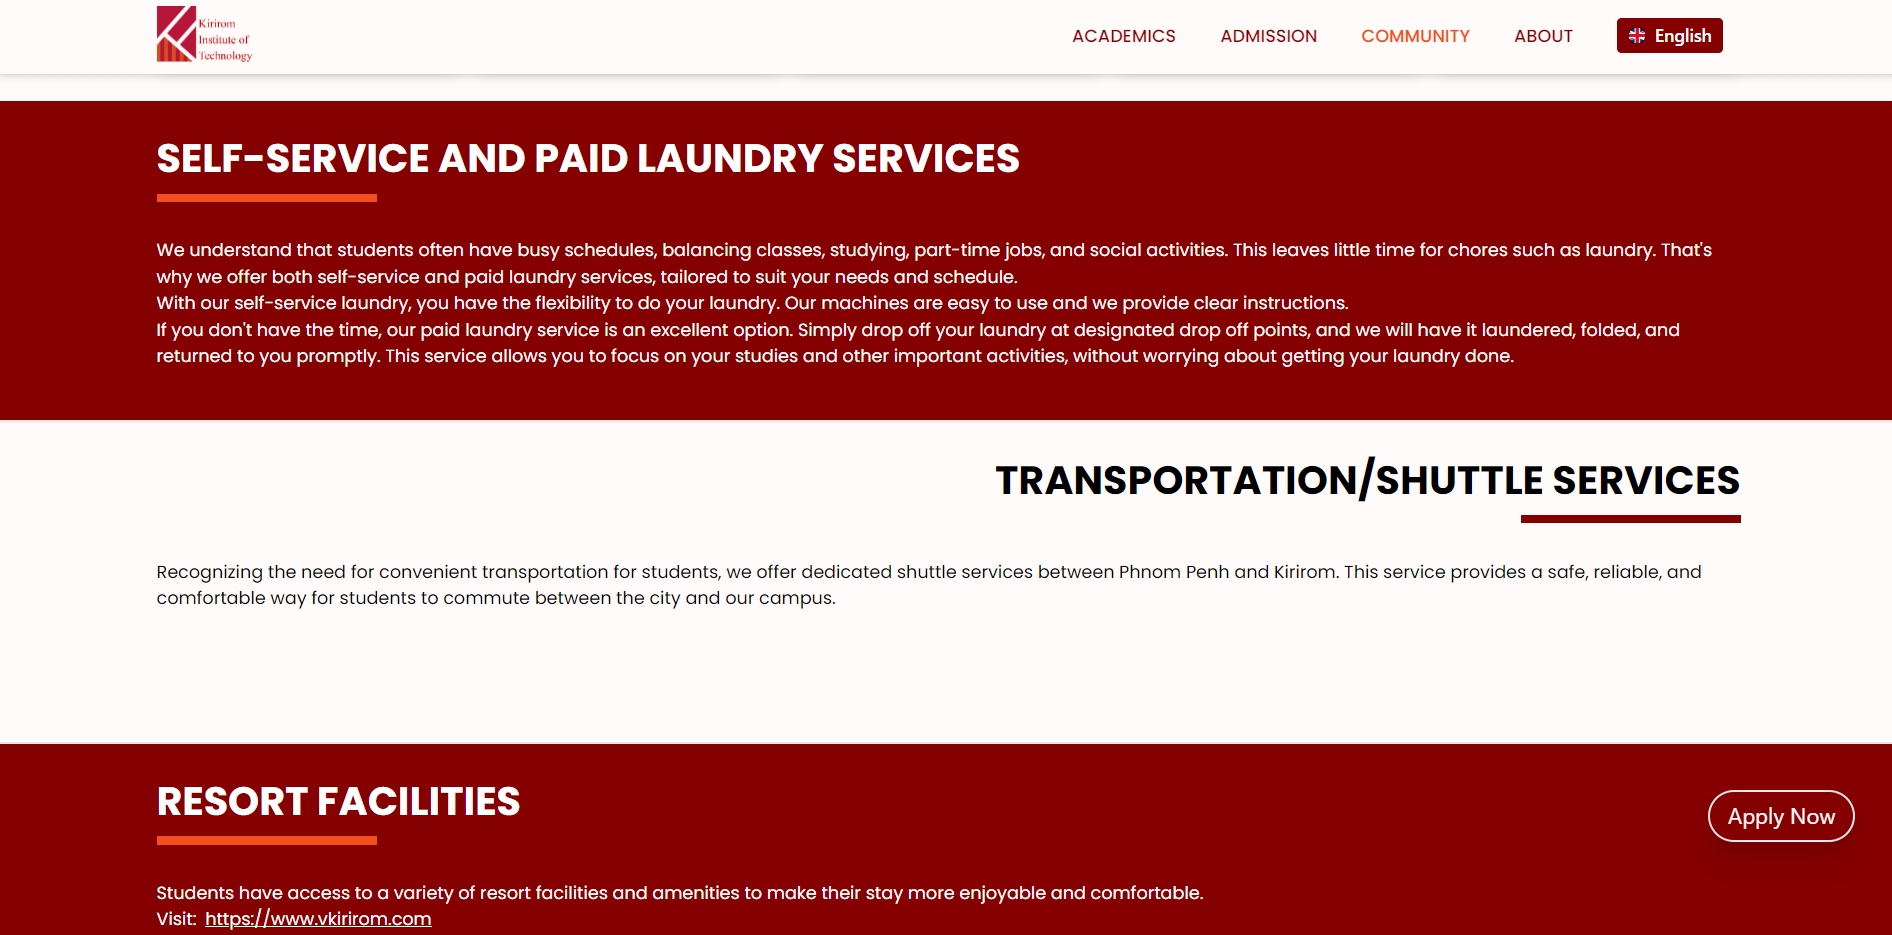 Kirirom
Institute of
Technology
ACADEMICS
ADMISSION
COMMUNITY
ABOUT
English
SELF-SERVICE AND PAID LAUNDRY SERVICES
We understand that students often have busy schedules, balancing classes, studying, part-time jobs, and social activities. This leaves little time for chores such as laundry. That's
why we offer both self-service and paid laundry services, tailored to suit your needs and schedule.
With our self-service laundry, you have the flexibility to do your laundry. Our machines are easy to use and we provide clear instructions.
If you don't have the time, our paid laundry service is an excellent option. Simply drop off your laundry at designated drop off points, and we will have it laundered, folded, and
returned to you promptly. This service allows you to focus on your studies and other important activities, without worrying about getting your laundry done.
TRANSPORTATION/SHUTTLE SERVICES
Recognizing the need for convenient transportation for students, we offer dedicated shuttle services between Phnom Penh and Kirirom. This service provides a safe, reliable, and
comfortable way for students to commute between the city and our campus.
RESORT FACILITIES
Apply Now
Students have access to a variety of resort facilities and amenities to make their stay more enjoyable and comfortable.
Visit: https://www.vkirirom.com